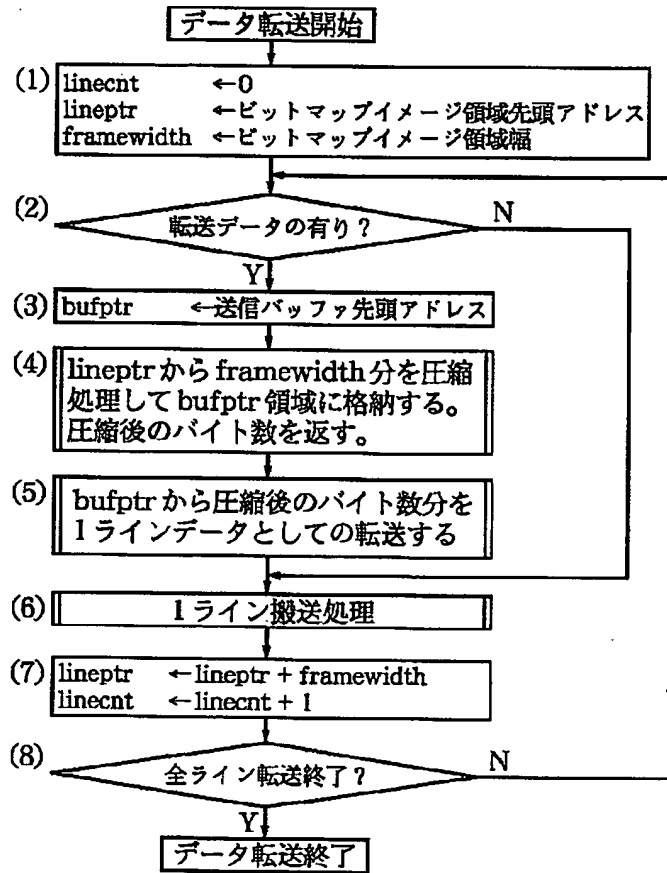 データ転送開始
(1)
linecnt ←0
lineptr ←ビットマップイメージ領域先頭アドレス
framewidth ←ビットマップイメージ領域幅
(2)
転送データの有り?
N
Y
(3)
bufptr ←送信バッファ先頭アドレス
(4)
lineptrからframewidth分を圧縮
処理してbufptr領域に格納する。
圧縮後のバイト数を返す。
(5)
bufptrから圧縮後のバイト数分を
1ラインデータとしての転送する
(6)
1ライン搬送処理
(7)
lineptr ←lineptr + framewidth
linecnt ←linecnt + 1
(8)
全ライン転送終了?
N
Y
データ転送終了